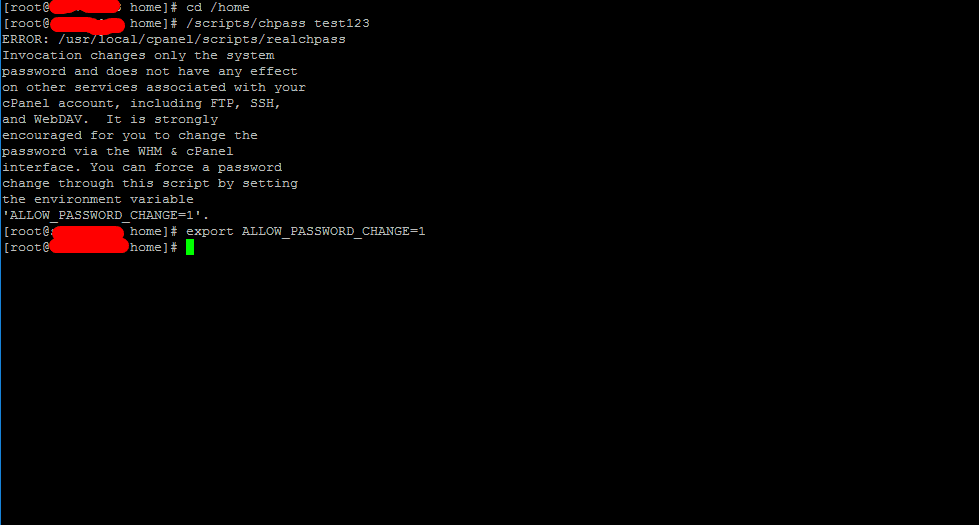 [root@ home]# cd /home
[root@ home]# /scripts/chpass test123
ERROR: /usr/local/cpanel/scripts/realchpass
Invocation changes only the system
password and does not have any effect
on other services associated with your
cPanel account, including FTP, SSH,
and WebDAV.  It is strongly
encouraged for you to change the
password via the WHM & cPanel
interface. You can force a password
change through this script by setting
the environment variable
'ALLOW_PASSWORD_CHANGE=1'.
[root@ home]# export ALLOW_PASSWORD_CHANGE=1
[root@ home]#